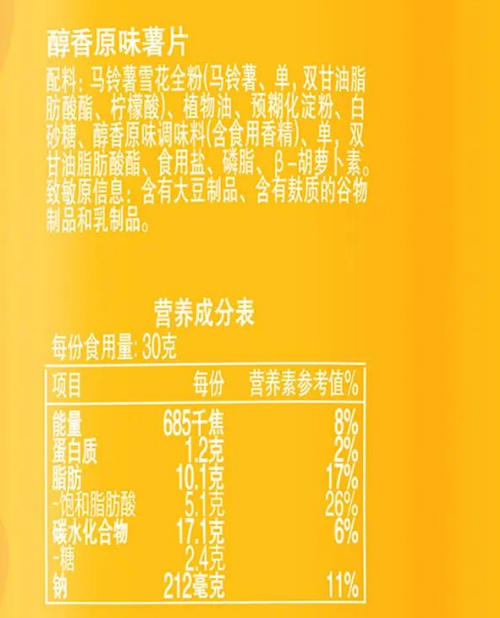 醇香原味薯片
配料: 马铃薯雪花全粉(马铃薯、单，双甘油脂
肪酸酯、柠檬酸)、植物油、预糊化淀粉、白
砂糖、醇香原味调味料(含食用香精)、单，双
甘油脂肪酸酯、食用盐、磷脂、β-胡萝卜素。
致敏原信息: 含有大豆制品、含有麸质的谷物
制品和乳制品。
营养成分表
每份食用量: 30克
项目 每份 营养素参考值%
能量 685千焦 8%
蛋白质 1.2克 2%
脂肪 10.1克 17%
-饱和脂肪酸 5.1克 26%
碳水化合物 17.1克 6%
-糖 2.4克
钠 212毫克 11%